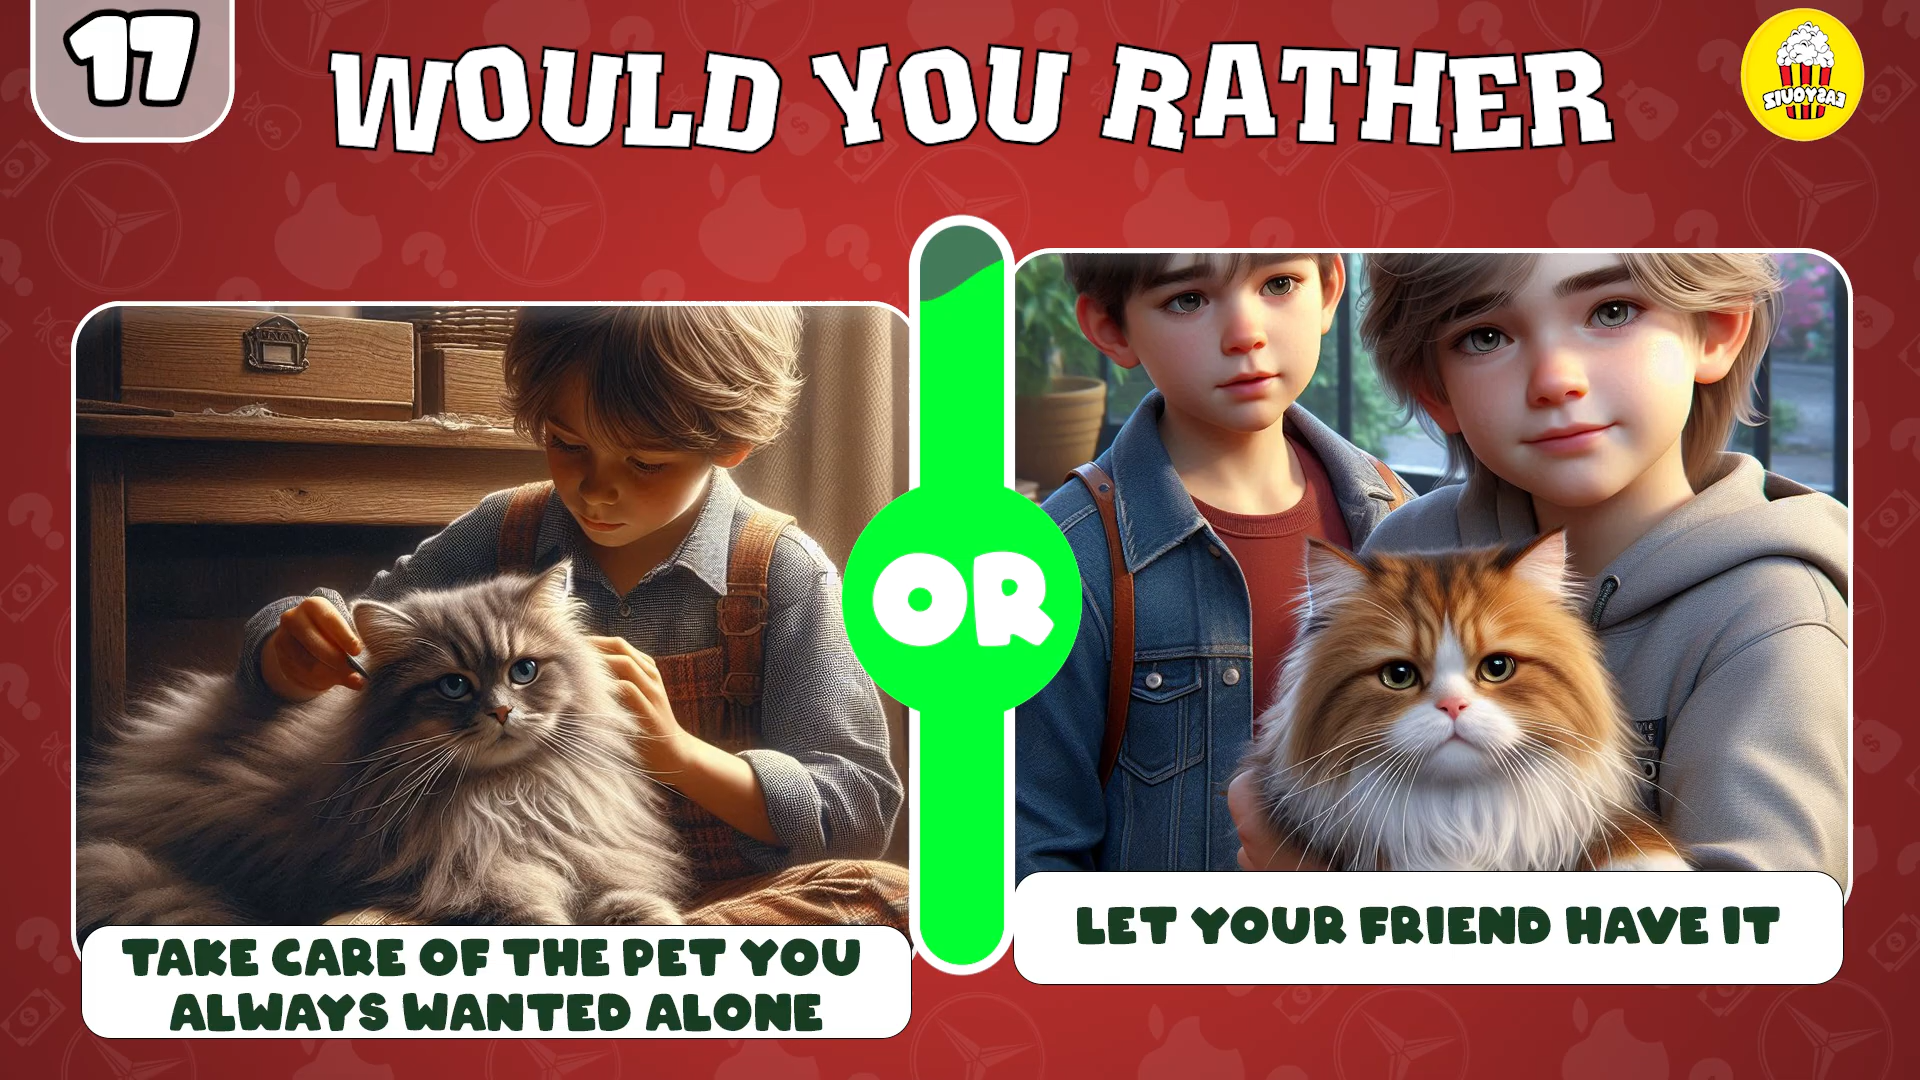 17
WOULD YOU RATHER
EASYQUIZ
OR
TAKE CARE OF THE PET YOU
ALWAYS WANTED ALONE
LET YOUR FRIEND HAVE IT